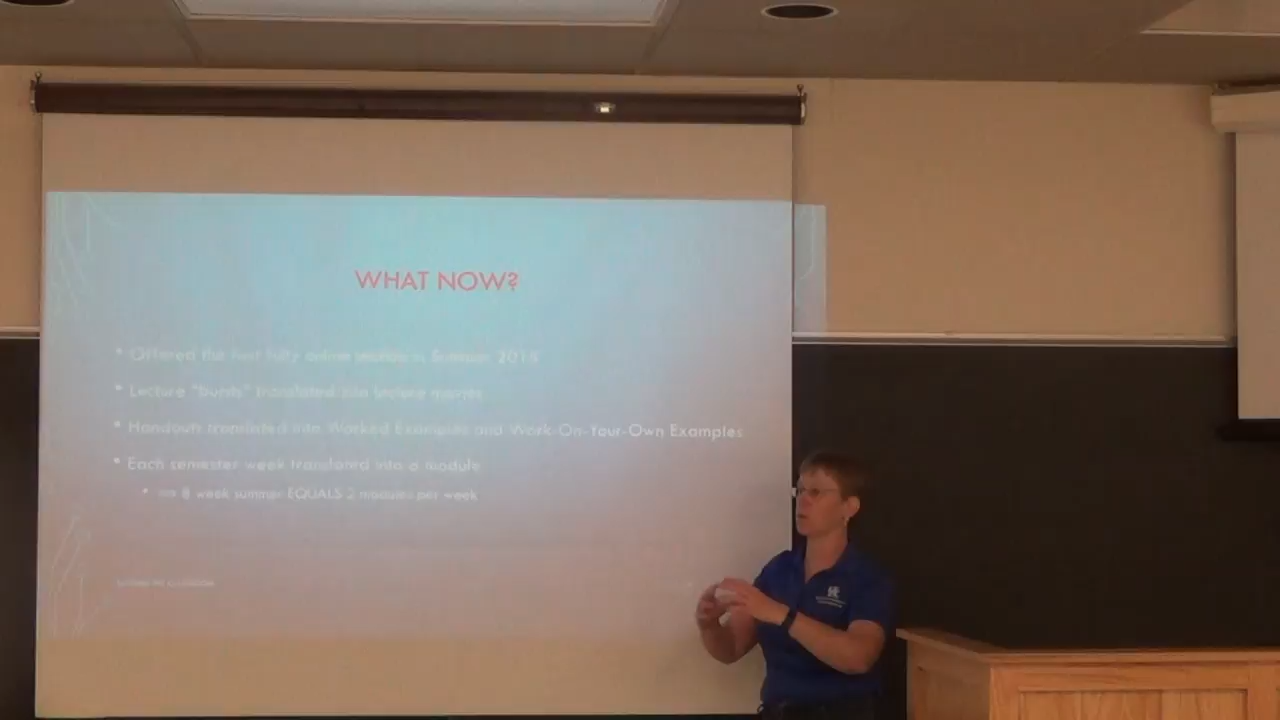 WHAT NOW?
• Offered the first fully online section in Summer 2018
• Lecture "bursts" translated into lecture movies
• Handouts translated into Worked Examples and Work-On-Your-Own Examples
• Each semester week transferred into a module
• 8 week summer EQUALS 2 modules per week